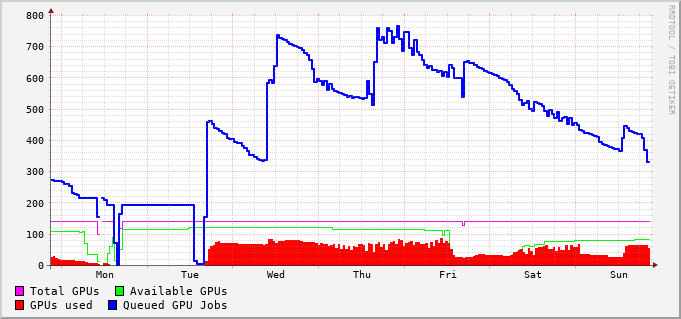 800
700
600
500
400
300
200
100
0
Mon Tue Wed Thu Fri Sat Sun
Total GPUs Available GPUs
GPUs used Queued GPU Jobs
RRDTOOL / TOBI OETIKER